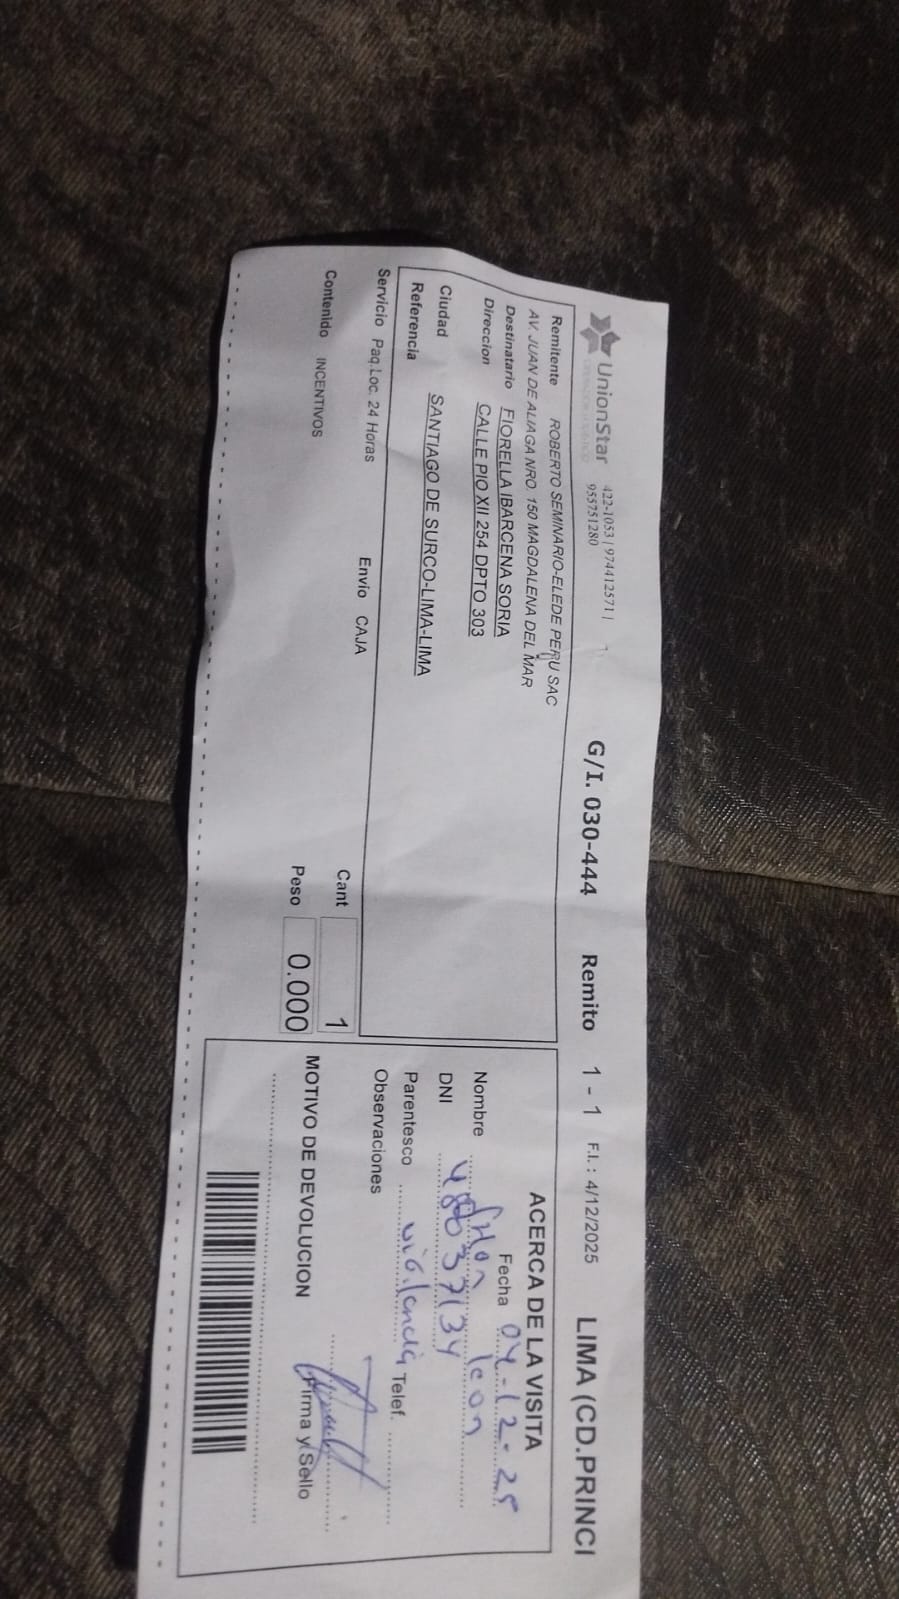 UnionStar
422-1053 | 974412571 |
955751280
G/I. 030-444 Remito 1 - 1 F.I. : 4/12/2025 LIMA (CD.PRINCI
Remitente ROBERTO SEMINARIO-ELEDE PERU SAC
AV. JUAN DE ALIAGA NRO. 150 MAGDALENA DEL MAR
Destinatario FIORELLA IBARCENA SORIA
Direccion CALLE PIO XII 254 DPTO 303
Ciudad SANTIAGO DE SURCO-LIMA-LIMA
Referencia
Servicio Paq.Loc. 24 Horas Envio CAJA Cant 1
Contenido INCENTIVOS Peso 0.000
ACERCA DE LA VISITA
Fecha 04-12-25
Nombre Jhon leon
DNI
Parentesco vigilancia Telef.
Observaciones
Firma y Sello
MOTIVO DE DEVOLUCION